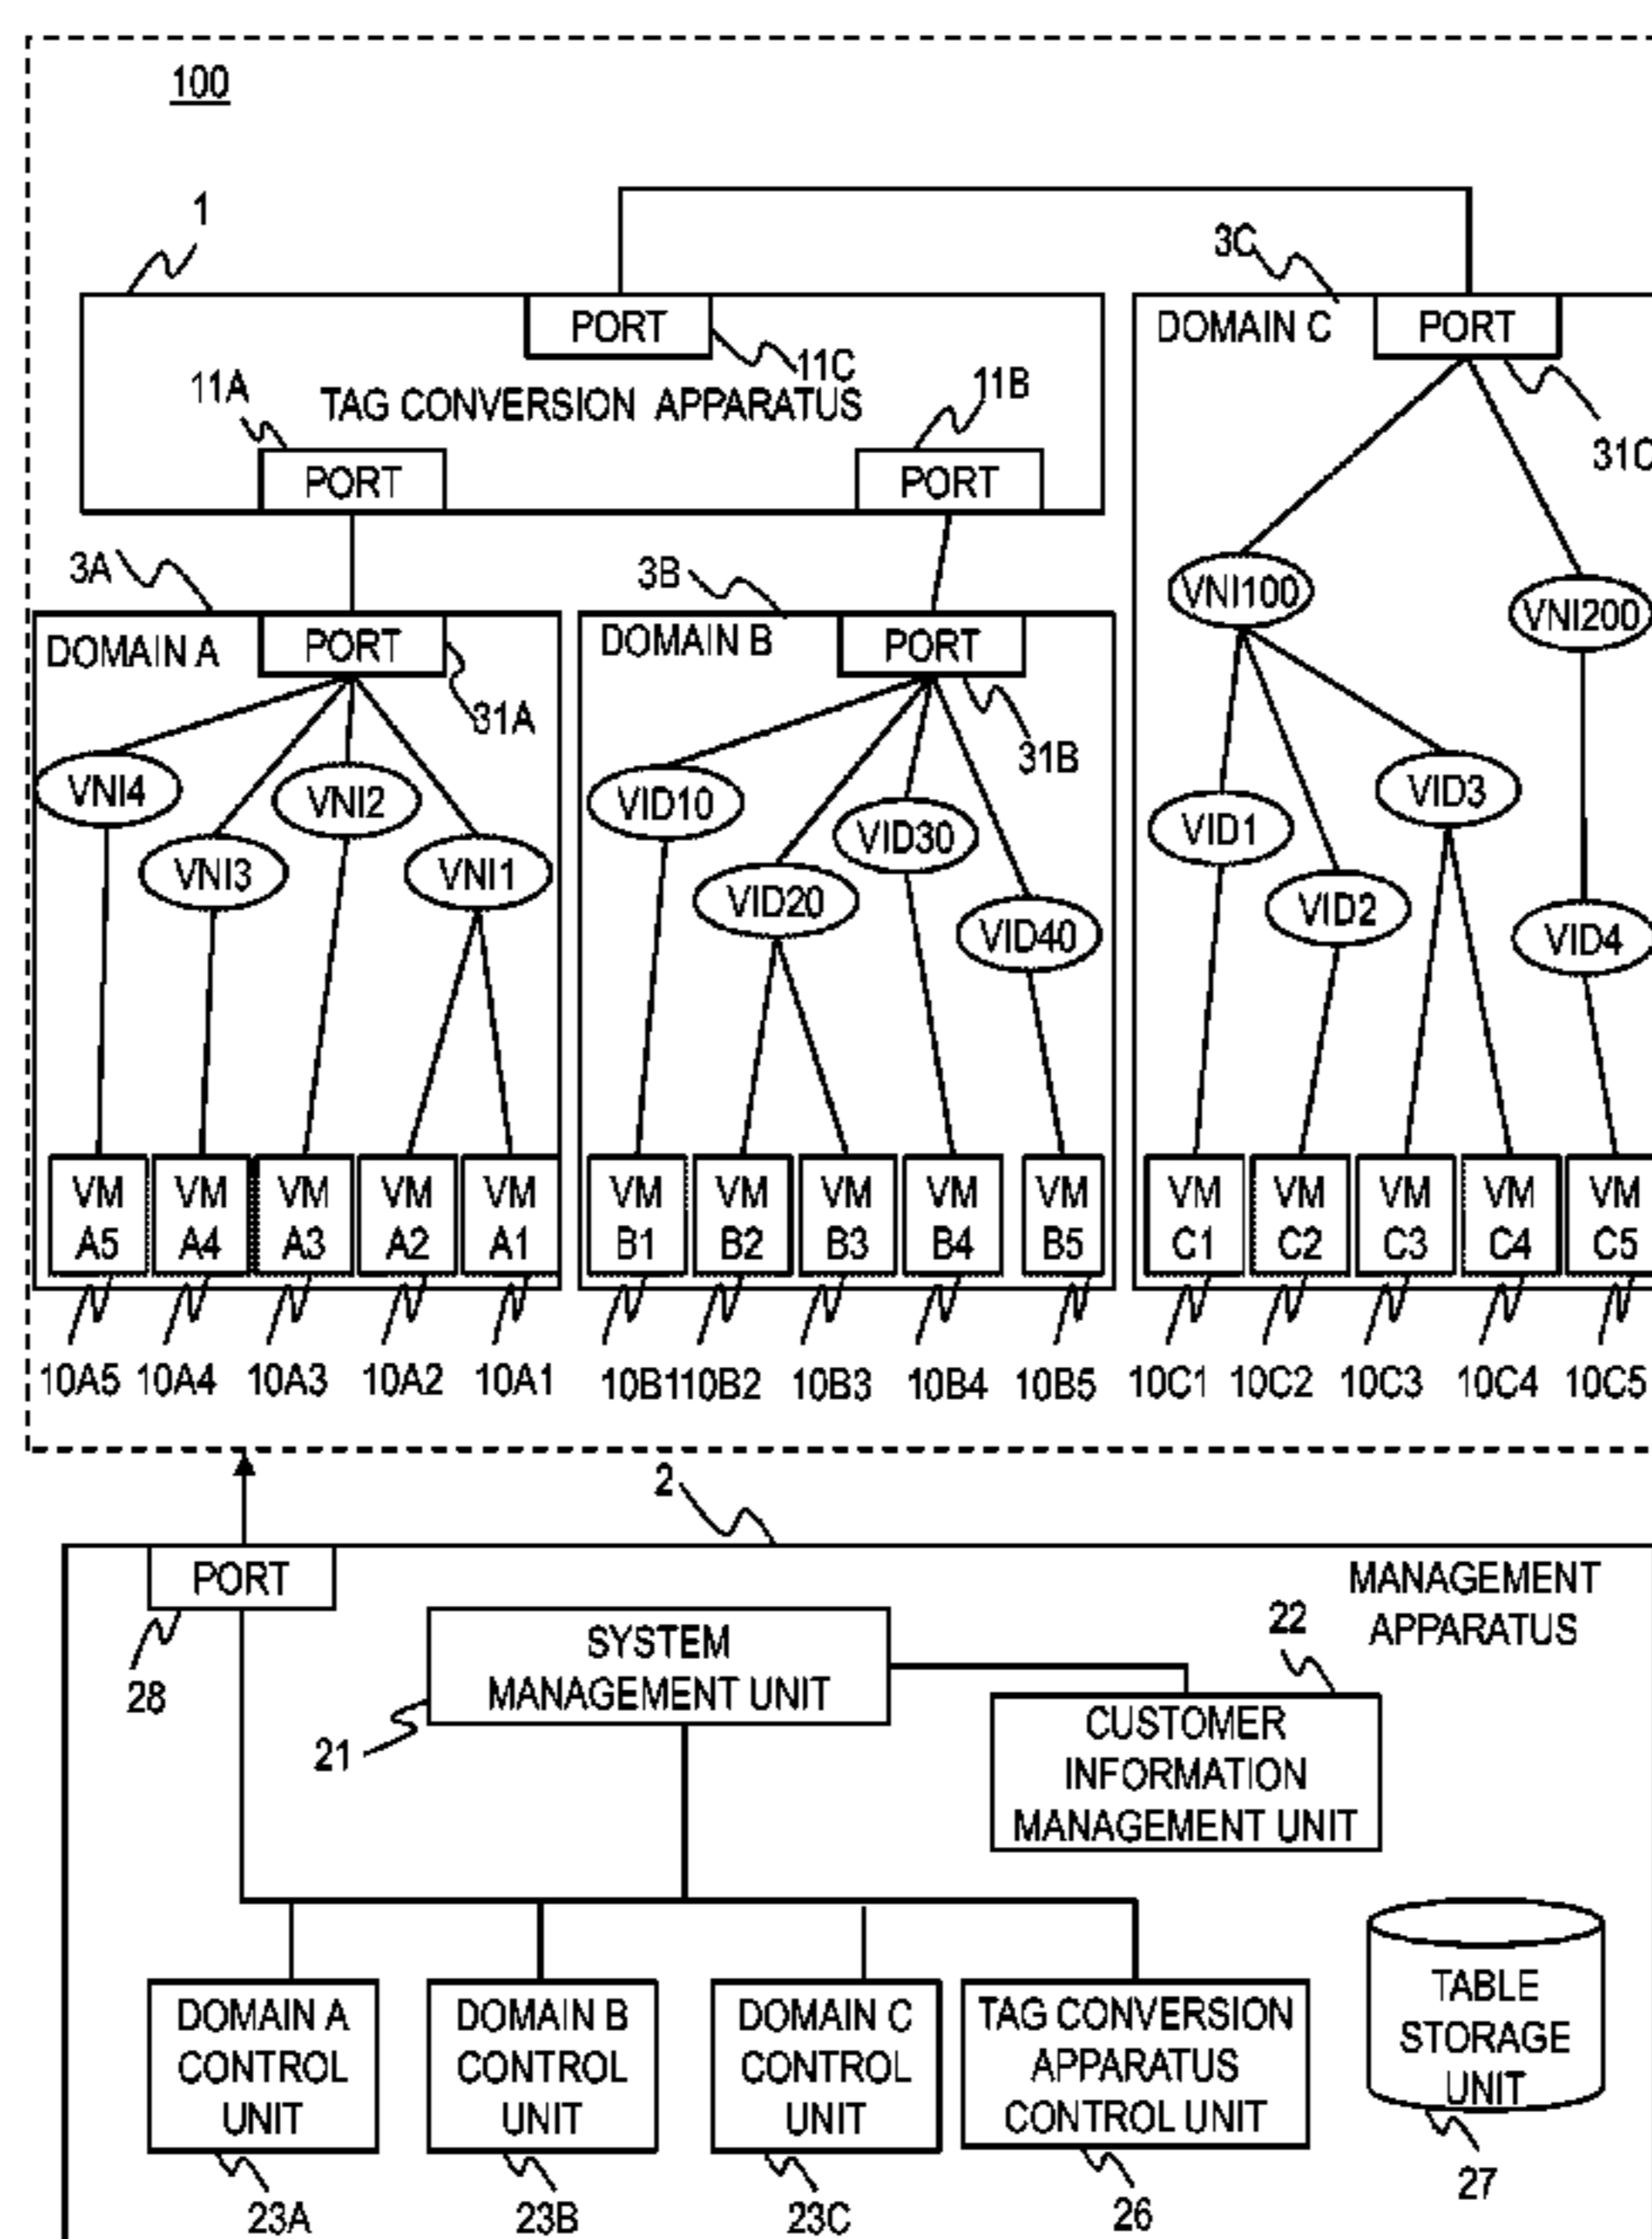 100
1
3C
PORT
DOMAIN C
PORT
11C
11A
TAG CONVERSION APPARATUS
11B
31C
PORT
PORT
3A
3B
VNI100
VNI200
DOMAIN A
PORT
DOMAIN B
PORT
31A
31B
VNI4
VNI2
VID10
VID3
VNI3
VNI1
VID30
VID1
VID20
VID2
VID40
VID4
VM A5
VM A4
VM A3
VM A2
VM A1
VM B1
VM B2
VM B3
VM B4
VM B5
VM C1
VM C2
VM C3
VM C4
VM C5
10A5 10A4 10A3 10A2 10A1 10B1 10B2 10B3 10B4 10B5 10C1 10C2 10C3 10C4 10C5
2
PORT
MANAGEMENT
APPARATUS
28
SYSTEM
MANAGEMENT UNIT
22
21
CUSTOMER
INFORMATION
MANAGEMENT UNIT
DOMAIN A
CONTROL
UNIT
DOMAIN B
CONTROL
UNIT
DOMAIN C
CONTROL
UNIT
TAG CONVERSION
APPARATUS
CONTROL UNIT
TABLE
STORAGE
UNIT
23A
23B
23C
26
27